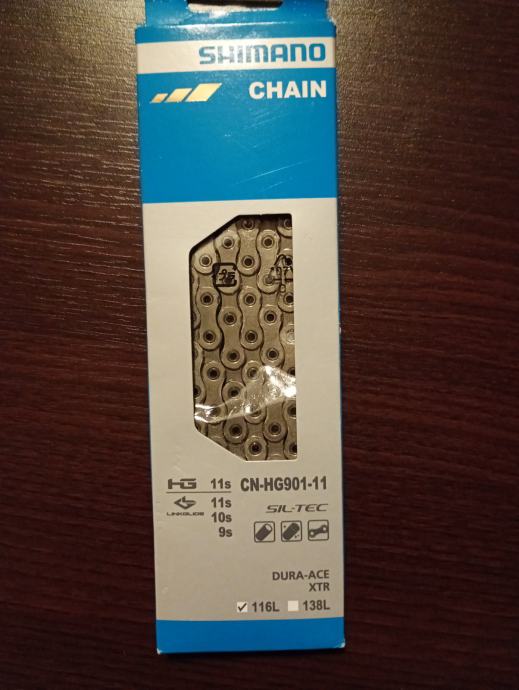 SHIMANO
CHAIN
HG 11s CN-HG901-11
LINKGLIDE 11s
10s
9s
SIL-TEC
DURA-ACE
XTR
116L 138L